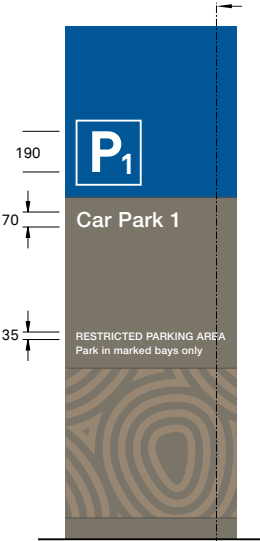 190
P1
70
Car Park 1
35
RESTRICTED PARKING AREA
Park in marked bays only